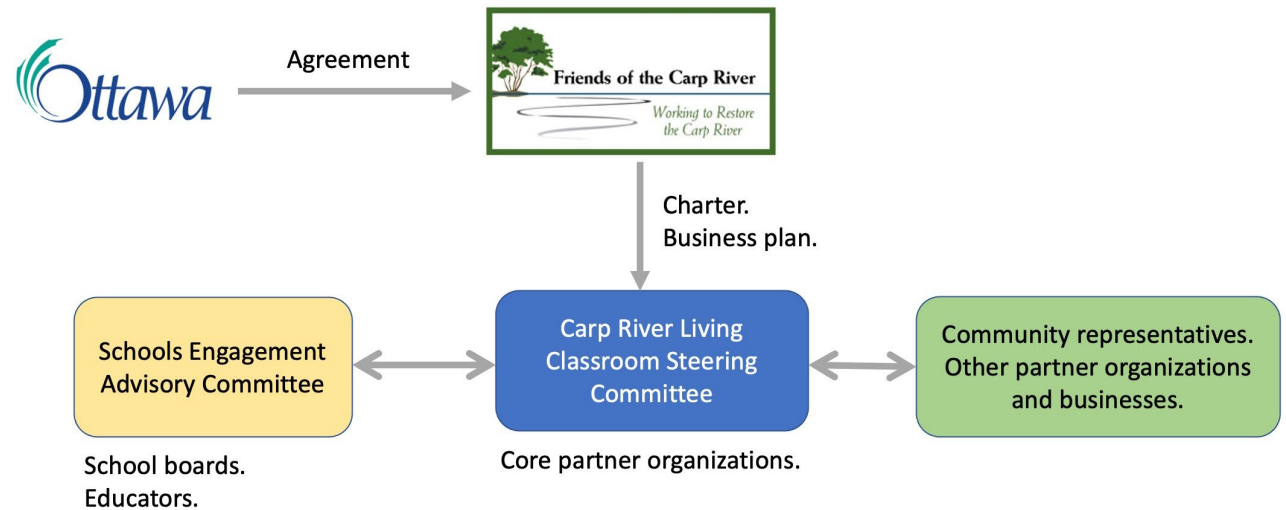 Ottawa
Agreement
Friends of the Carp River
Working to Restore
the Carp River
Charter.
Business plan.
Schools Engagement
Advisory Committee
Carp River Living
Classroom Steering
Committee
Community representatives.
Other partner organizations
and businesses.
School boards.
Educators.
Core partner organizations.